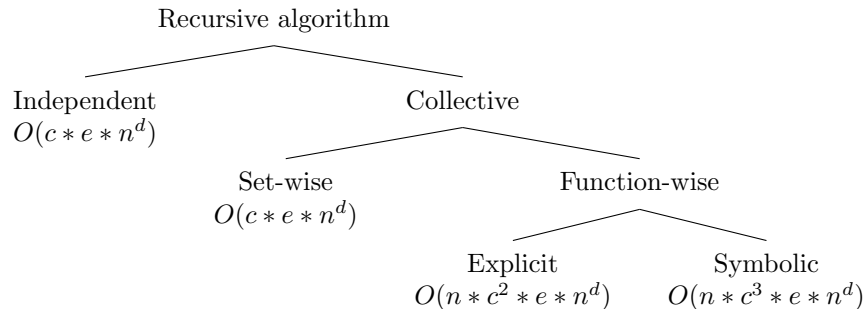 Recursive algorithm
Independent
O(c ∗ e ∗ n^d)
Collective
Set-wise
O(c ∗ e ∗ n^d)
Function-wise
Explicit
O(n ∗ c^2 ∗ e ∗ n^d)
Symbolic
O(n ∗ c^3 ∗ e ∗ n^d)